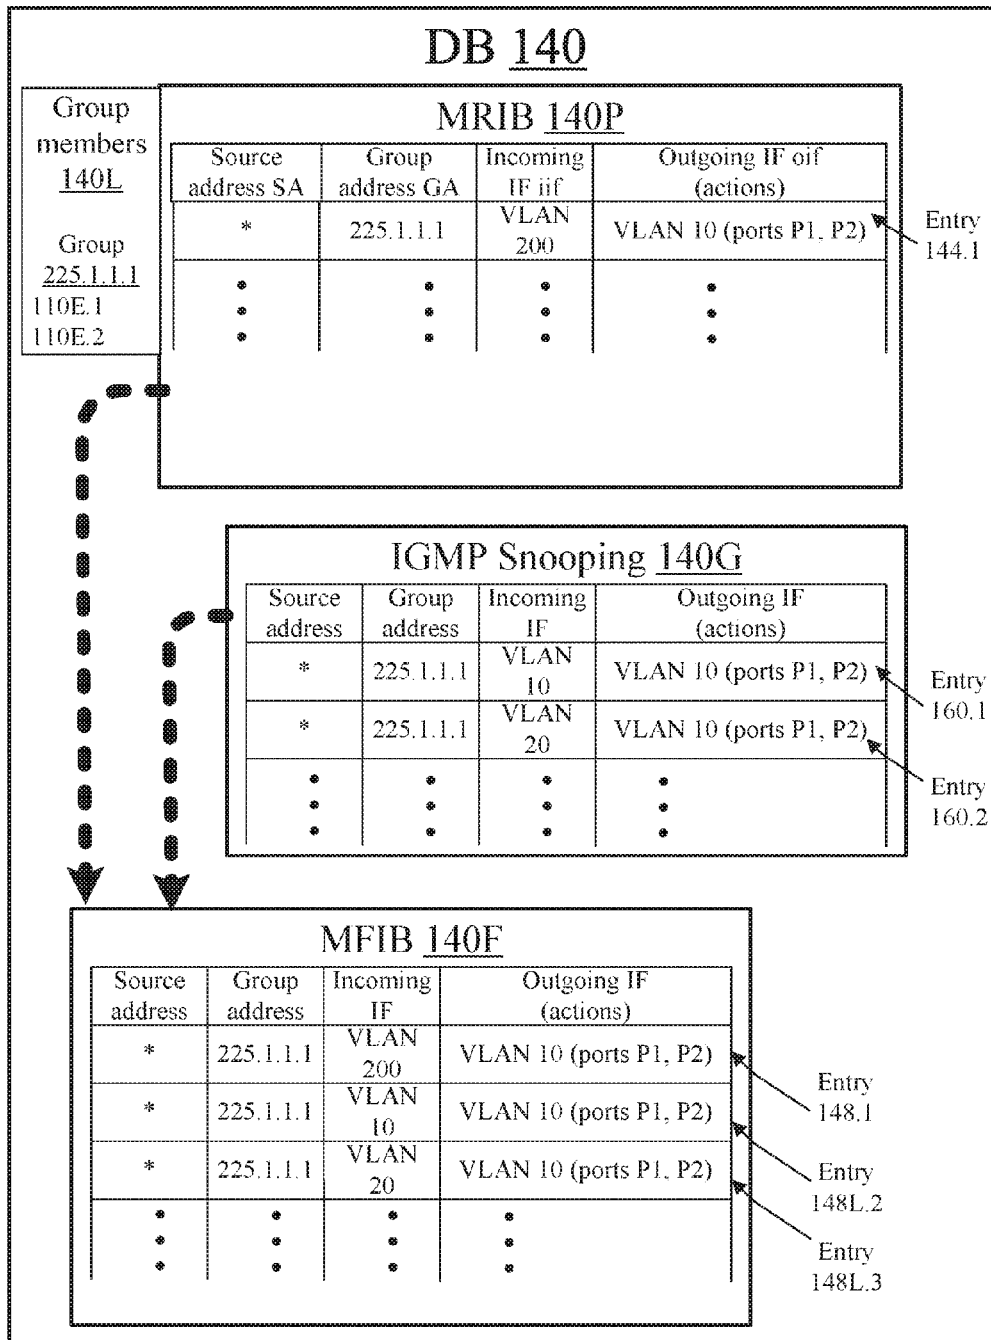 DB 140
Group
members
140L
Group
225.1.1.1
110E.1
110E.2
MRIB 140P
Source address SA | Group address GA | Incoming IF iif | Outgoing IF oif (actions)
* | 225.1.1.1 | VLAN 200 | VLAN 10 (ports P1, P2)
Entry
144.1
IGMP Snooping 140G
Source address | Group address | Incoming IF | Outgoing IF (actions)
* | 225.1.1.1 | VLAN 10 | VLAN 10 (ports P1, P2)
* | 225.1.1.1 | VLAN 20 | VLAN 10 (ports P1, P2)
Entry
160.1
Entry
160.2
MFIB 140F
Source address | Group address | Incoming IF | Outgoing IF (actions)
* | 225.1.1.1 | VLAN 200 | VLAN 10 (ports P1, P2)
* | 225.1.1.1 | VLAN 10 | VLAN 10 (ports P1, P2)
* | 225.1.1.1 | VLAN 20 | VLAN 10 (ports P1, P2)
Entry
148.1
Entry
148L.2
Entry
148L.3